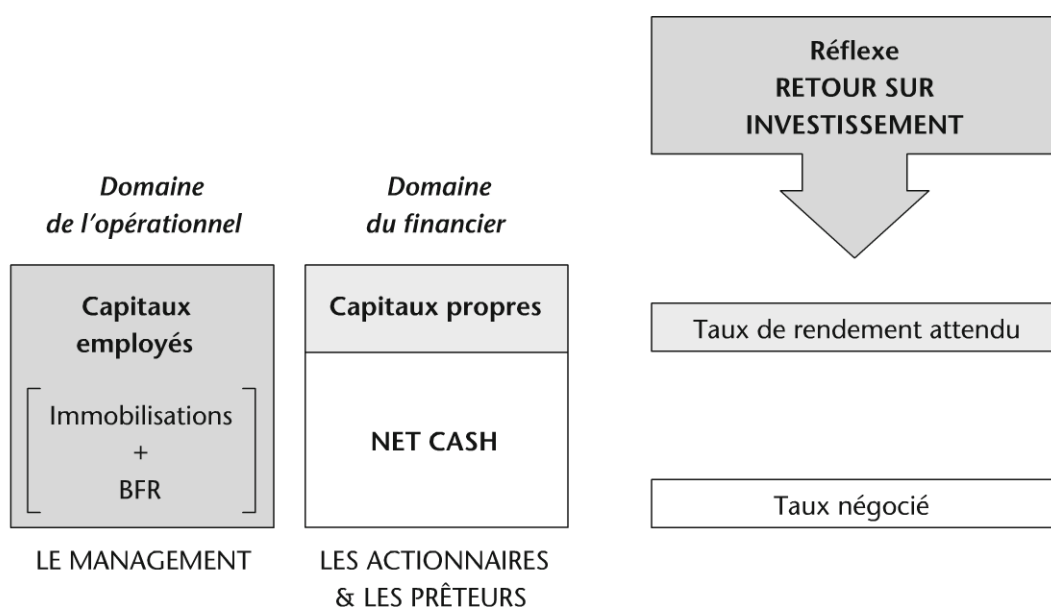 Réflexe
RETOUR SUR
INVESTISSEMENT
Domaine
de l’opérationnel
Domaine
du financier
Capitaux
employés
Immobilisations
+
BFR
LE MANAGEMENT
Capitaux propres
NET CASH
LES ACTIONNAIRES
& LES PRÊTEURS
Taux de rendement attendu
Taux négocié